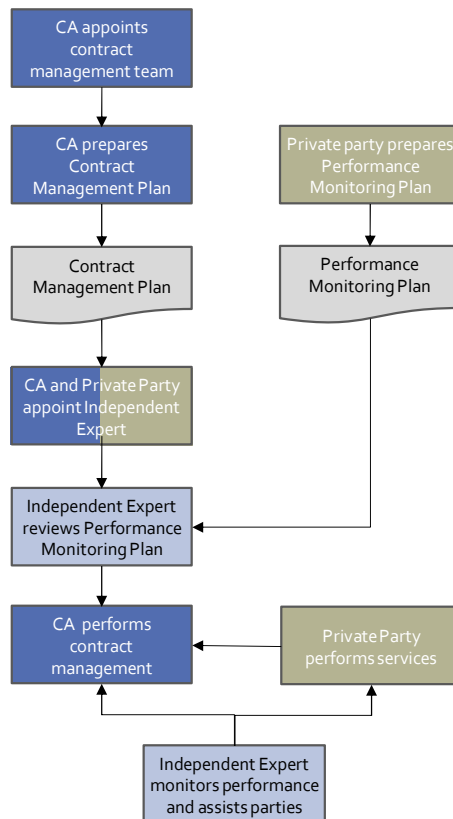 CA appoints
contract
management team
CA prepares
Contract
Management Plan
Private party prepares
Performance
Monitoring Plan
Contract
Management Plan
Performance
Monitoring Plan
CA and Private Party
appoint Independent
Expert
Independent Expert
reviews Performance
Monitoring Plan
CA performs
contract
management
Private Party
performs services
Independent Expert
monitors performance
and assists parties